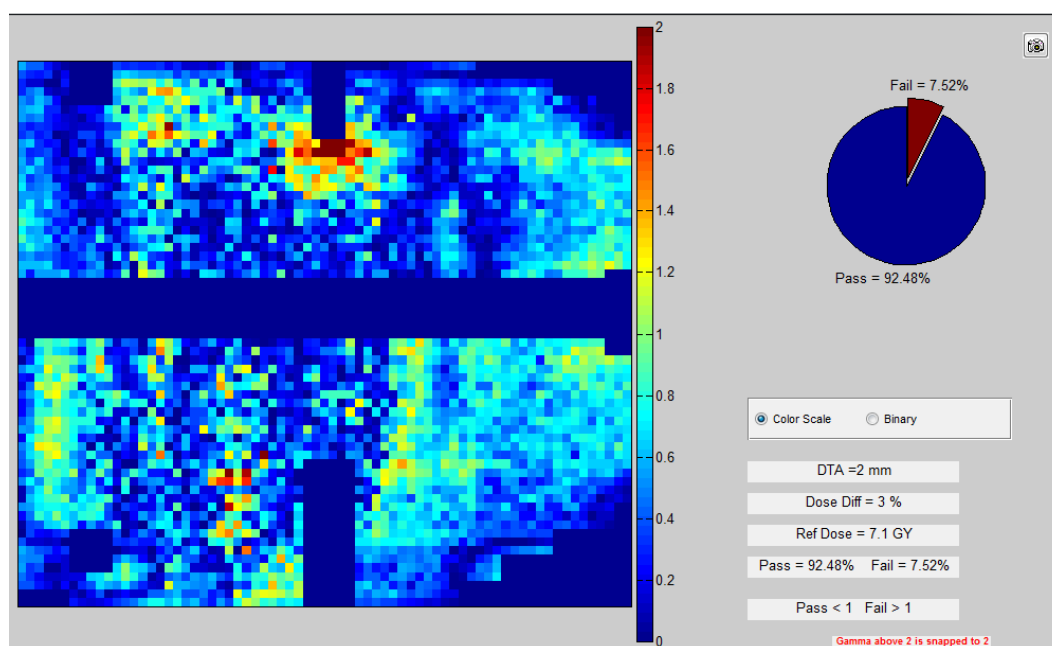 2
1.8
1.6
1.4
1.2
1
0.8
0.6
0.4
0.2
0
Fail = 7.52%
Pass = 92.48%
Color Scale Binary
DTA =2 mm
Dose Diff = 3 %
Ref Dose = 7.1 GY
Pass = 92.48% Fail = 7.52%
Pass < 1 Fail > 1
Gamma above 2 is snapped to 2